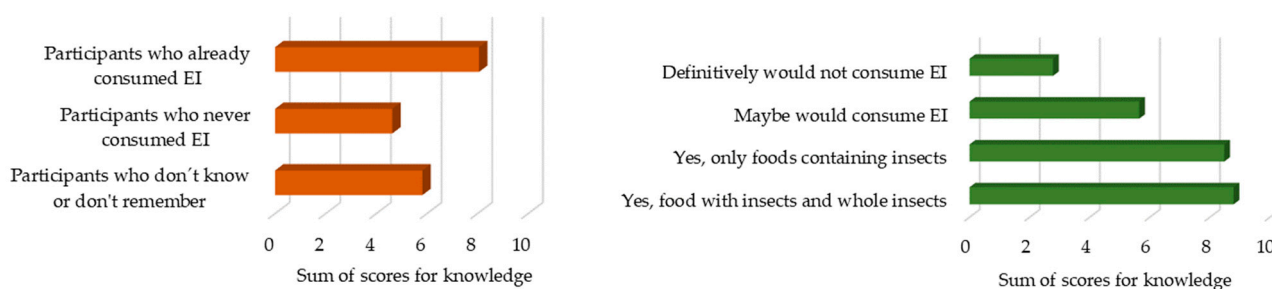 Participants who already
consumed EI
Participants who never
consumed EI
Participants who don´t know
or don't remember
0 2 4 6 8 10
Sum of scores for knowledge
Definitively would not consume EI
Maybe would consume EI
Yes, only foods containing insects
Yes, food with insects and whole insects
0 2 4 6 8 10
Sum of scores for knowledge